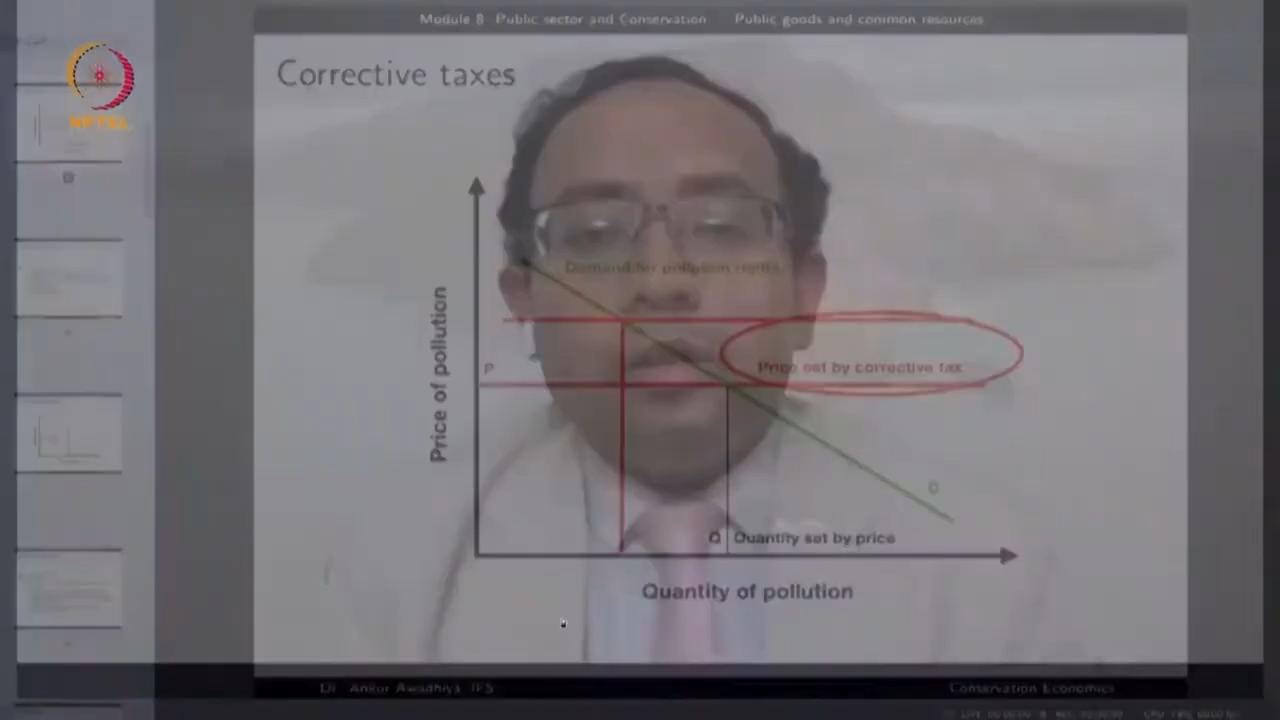 Module 8 Public sector and Conservation Public goods and common resources
NPTEL
Corrective taxes
Demand for pollution rights
Price of pollution
P
Price set by corrective tax
D
Q Quantity set by price
Quantity of pollution
Dr Ankur Awadhiya, IFS
Conservation Economics